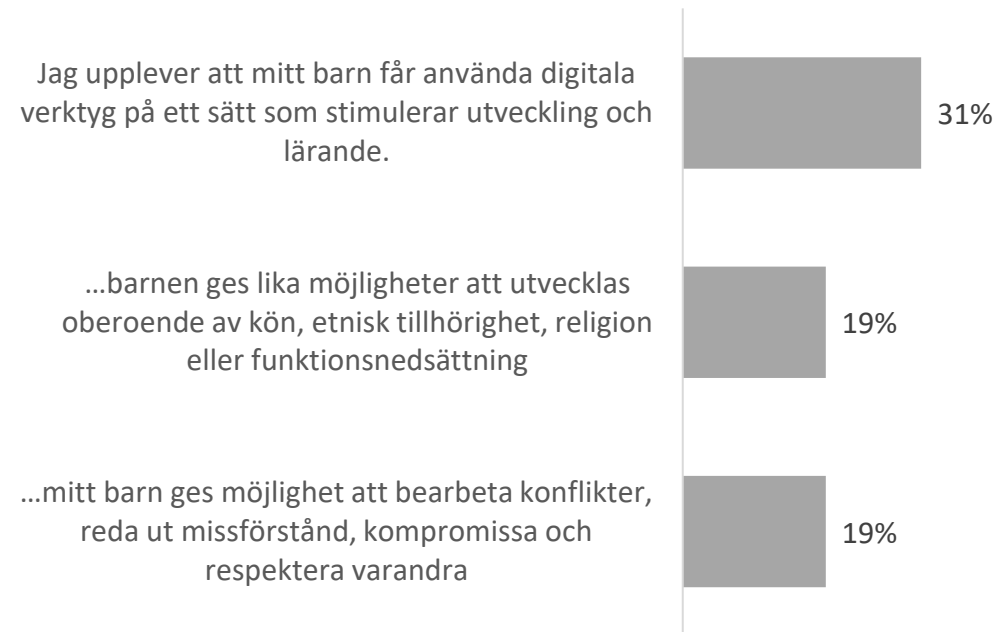 Jag upplever att mitt barn får använda digitala
verktyg på ett sätt som stimulerar utveckling och
lärande.
31%
…barnen ges lika möjligheter att utvecklas
oberoende av kön, etnisk tillhörighet, religion
eller funktionsnedsättning
19%
…mitt barn ges möjlighet att bearbeta konflikter,
reda ut missförstånd, kompromissa och
respektera varandra
19%